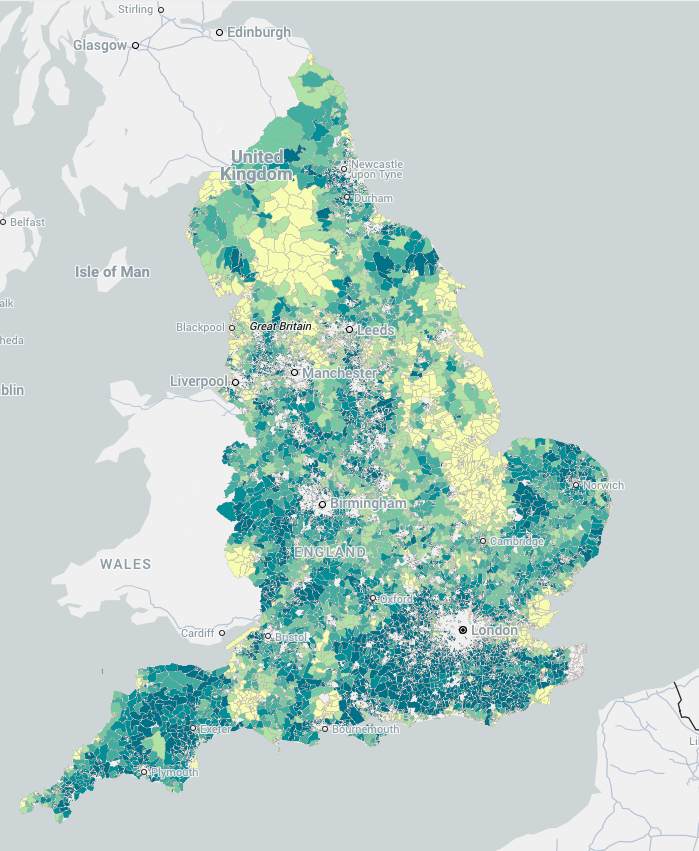 Stirling
Edinburgh
Glasgow
United
Kingdom
Newcastle
upon Tyne
Durham
Belfast
Isle of Man
alk
Blackpool
Great Britain
Leeds
heda
Manchester
Liverpool
blin
Norwich
Birmingham
Cambridge
ENGLAND
WALES
Oxford
London
Cardiff
Bristol
Exeter
Bournemouth
Li
Plymouth